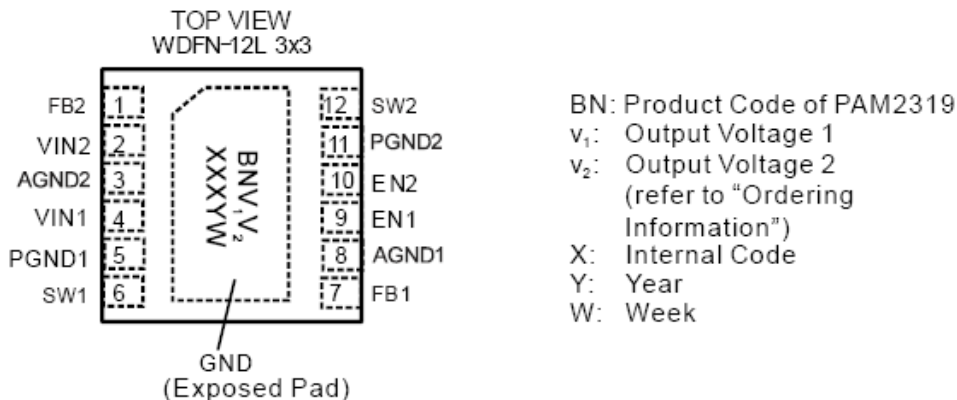 TOP VIEW
WDFN-12L 3x3
FB2 1
VIN2 2
AGND2 3
VIN1 4
PGND1 5
SW1 6
BNV₁V₂
XXXYW
12 SW2
11 PGND2
10 EN2
9 EN1
8 AGND1
7 FB1
GND
(Exposed Pad)
BN: Product Code of PAM2319
v₁: Output Voltage 1
v₂: Output Voltage 2
(refer to "Ordering
Information")
X: Internal Code
Y: Year
W: Week